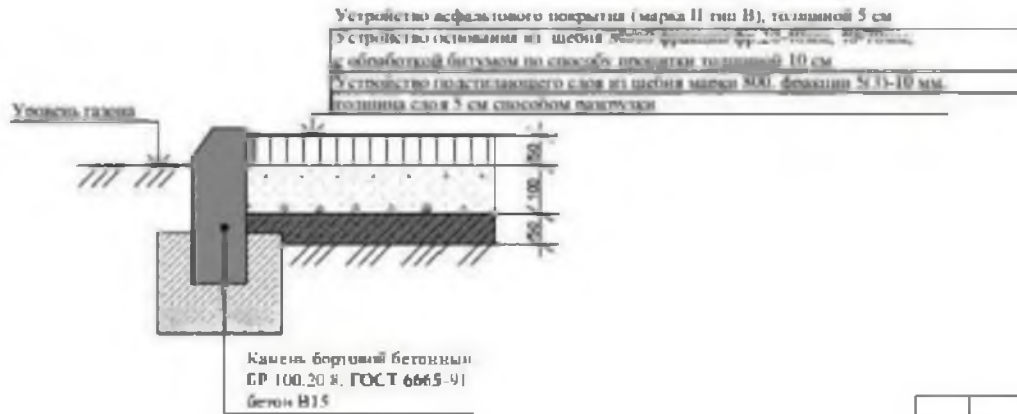 Устройство асфальтового покрытия (марка II тип В), толщиной 5 см
Устройство основания из щебня фракции фр.
с обработкой битумом по способу пропитки толщиной 10 см
Устройство подстилающего слоя из щебня марки 800, фракции 5(3)-10 мм,
толщина слоя 5 см способом
Уровень газона
50
100
50
Камень бортовой бетонный
БР 100.20.8, ГОСТ 6665-91
бетон В15